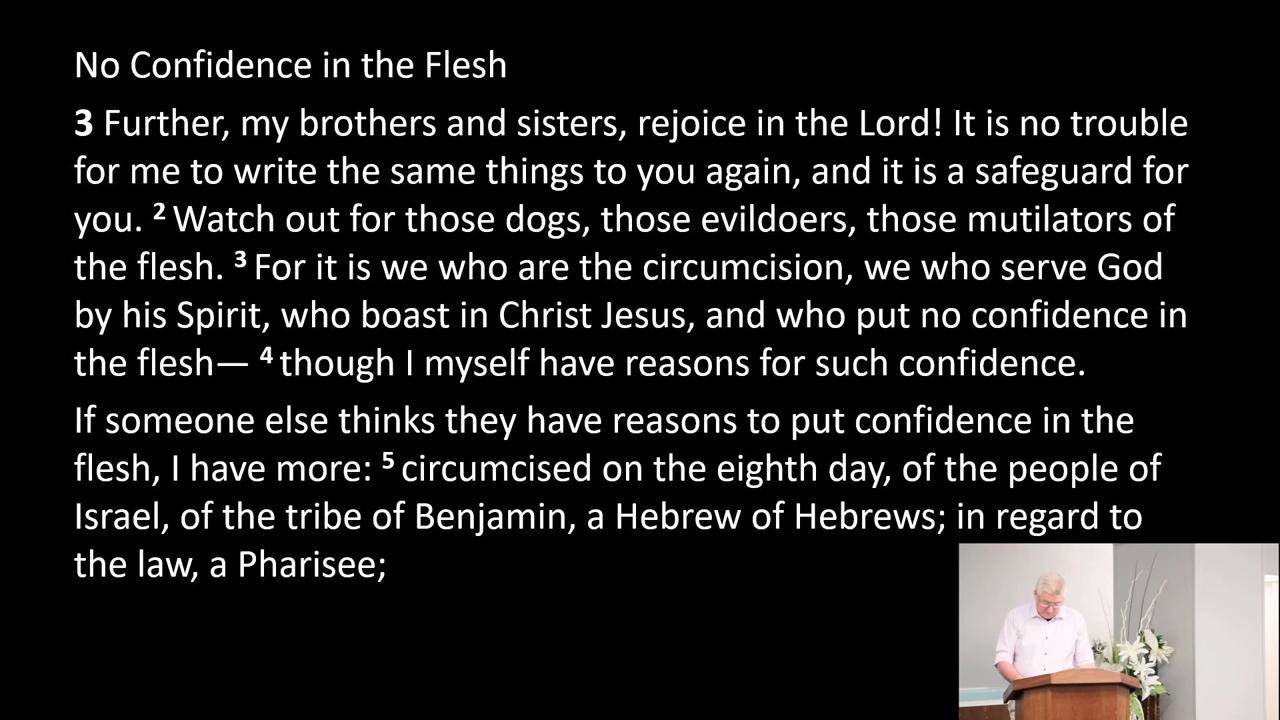 No Confidence in the Flesh
3 Further, my brothers and sisters, rejoice in the Lord! It is no trouble
for me to write the same things to you again, and it is a safeguard for
you. 2 Watch out for those dogs, those evildoers, those mutilators of
the flesh. 3 For it is we who are the circumcision, we who serve God
by his Spirit, who boast in Christ Jesus, and who put no confidence in
the flesh— 4 though I myself have reasons for such confidence.
If someone else thinks they have reasons to put confidence in the
flesh, I have more: 5 circumcised on the eighth day, of the people of
Israel, of the tribe of Benjamin, a Hebrew of Hebrews; in regard to
the law, a Pharisee;